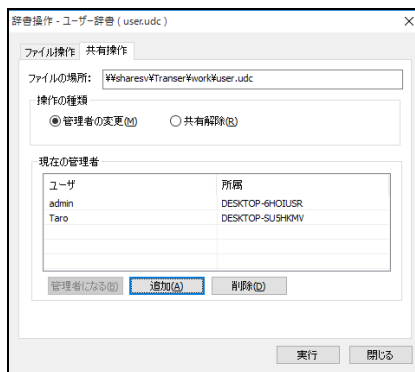 辞書操作 - ユーザー辞書 ( user.udc )
ファイル操作 共有操作
ファイルの場所: ¥¥sharesv¥Transer¥work¥user.udc
操作の種類
管理者の変更(M) 共有解除(R)
現在の管理者
ユーザ 所属
admin DESKTOP-6HOIUSR
Taro DESKTOP-SU5HKMV
管理者になる(B) 追加(A) 削除(D)
実行 閉じる